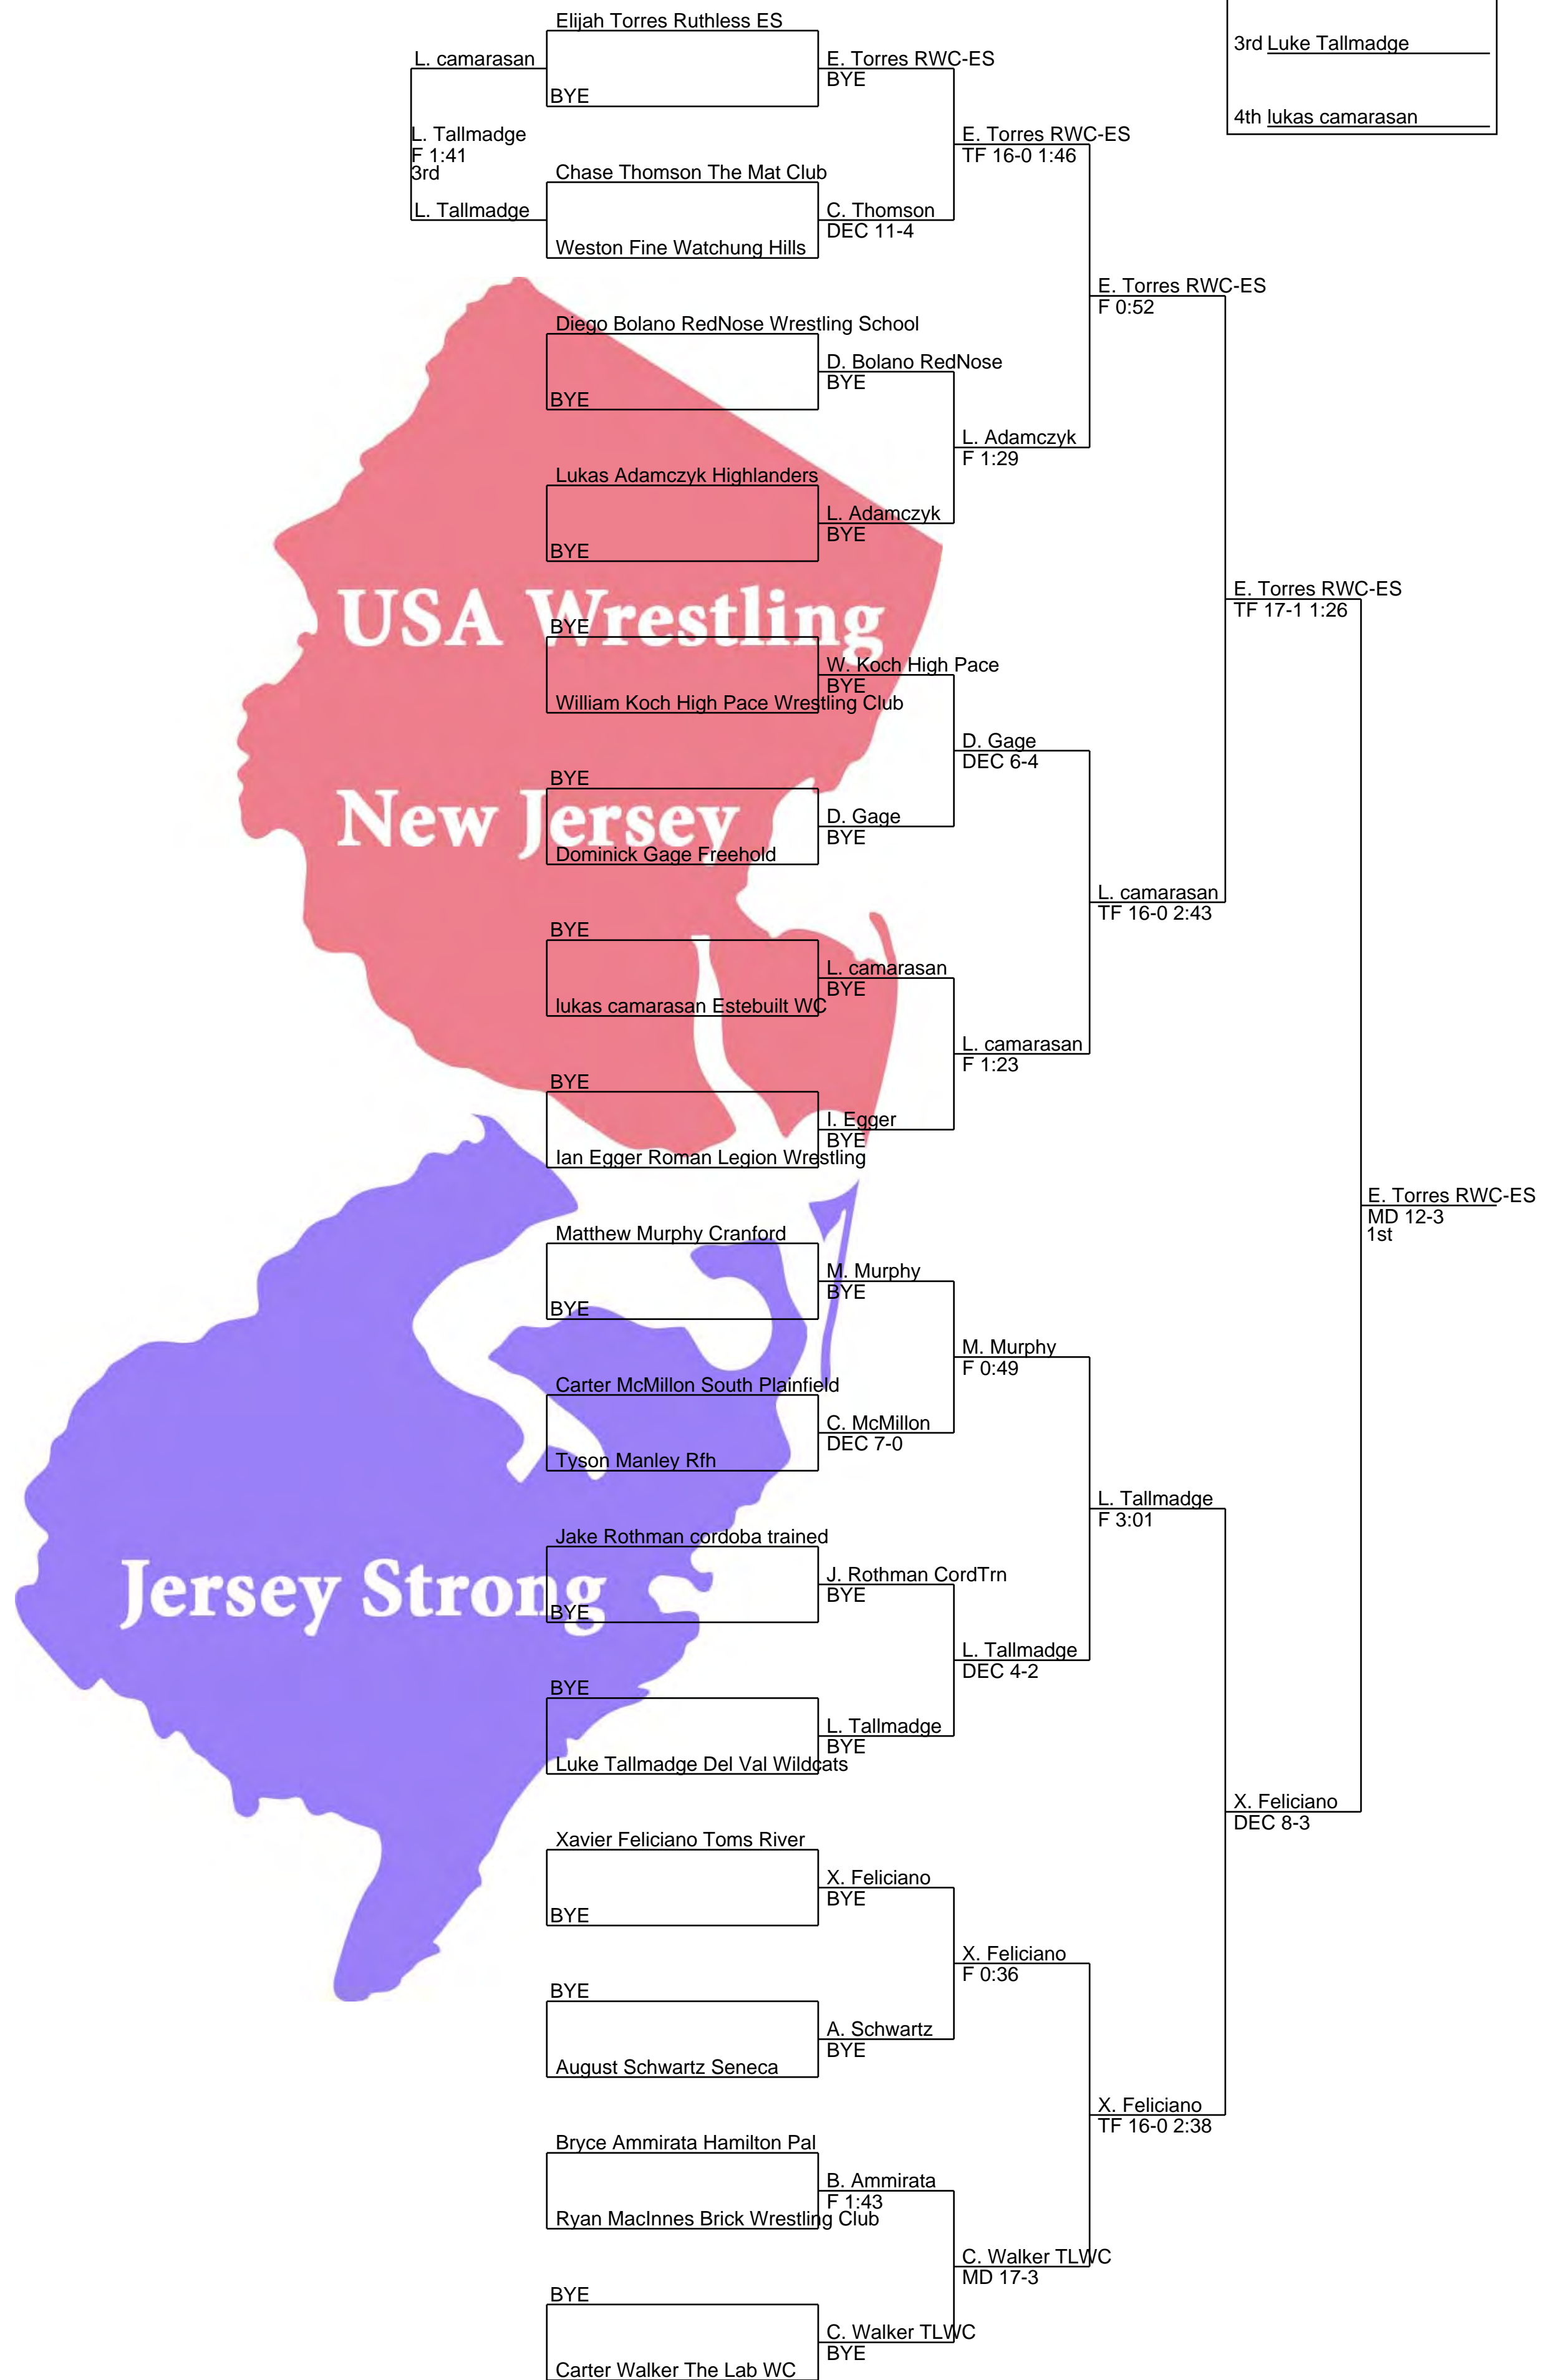 Elijah Torres Ruthless ES
3rd Luke Tallmadge
L. camarasan
E. Torres RWC-ES
BYE
BYE
4th lukas camarasan
L. Tallmadge
F 1:41
3rd
E. Torres RWC-ES
TF 16-0 1:46
Chase Thomson The Mat Club
L. Tallmadge
C. Thomson
DEC 11-4
Weston Fine Watchung Hills
E. Torres RWC-ES
F 0:52
Diego Bolano RedNose Wrestling School
D. Bolano RedNose
BYE
BYE
L. Adamczyk
F 1:29
Lukas Adamczyk Highlanders
L. Adamczyk
BYE
BYE
USA Wrestling
E. Torres RWC-ES
TF 17-1 1:26
BYE
W. Koch High Pace
BYE
William Koch High Pace Wrestling Club
D. Gage
DEC 6-4
BYE
New Jersey
D. Gage
BYE
Dominick Gage Freehold
L. camarasan
TF 16-0 2:43
BYE
L. camarasan
BYE
lukas camarasan Estebuilt WC
L. camarasan
F 1:23
BYE
I. Egger
BYE
Ian Egger Roman Legion Wrestling
E. Torres RWC-ES
MD 12-3
1st
Matthew Murphy Cranford
M. Murphy
BYE
BYE
M. Murphy
F 0:49
Carter McMillon South Plainfield
C. McMillon
DEC 7-0
Tyson Manley Rfh
L. Tallmadge
F 3:01
Jake Rothman cordoba trained
J. Rothman CordTrn
BYE
Jersey Strong
BYE
L. Tallmadge
DEC 4-2
BYE
L. Tallmadge
BYE
Luke Tallmadge Del Val Wildcats
X. Feliciano
DEC 8-3
Xavier Feliciano Toms River
X. Feliciano
BYE
BYE
X. Feliciano
F 0:36
BYE
A. Schwartz
BYE
August Schwartz Seneca
X. Feliciano
TF 16-0 2:38
Bryce Ammirata Hamilton Pal
B. Ammirata
F 1:43
Ryan MacInnes Brick Wrestling Club
C. Walker TLWC
MD 17-3
BYE
C. Walker TLWC
BYE
Carter Walker The Lab WC